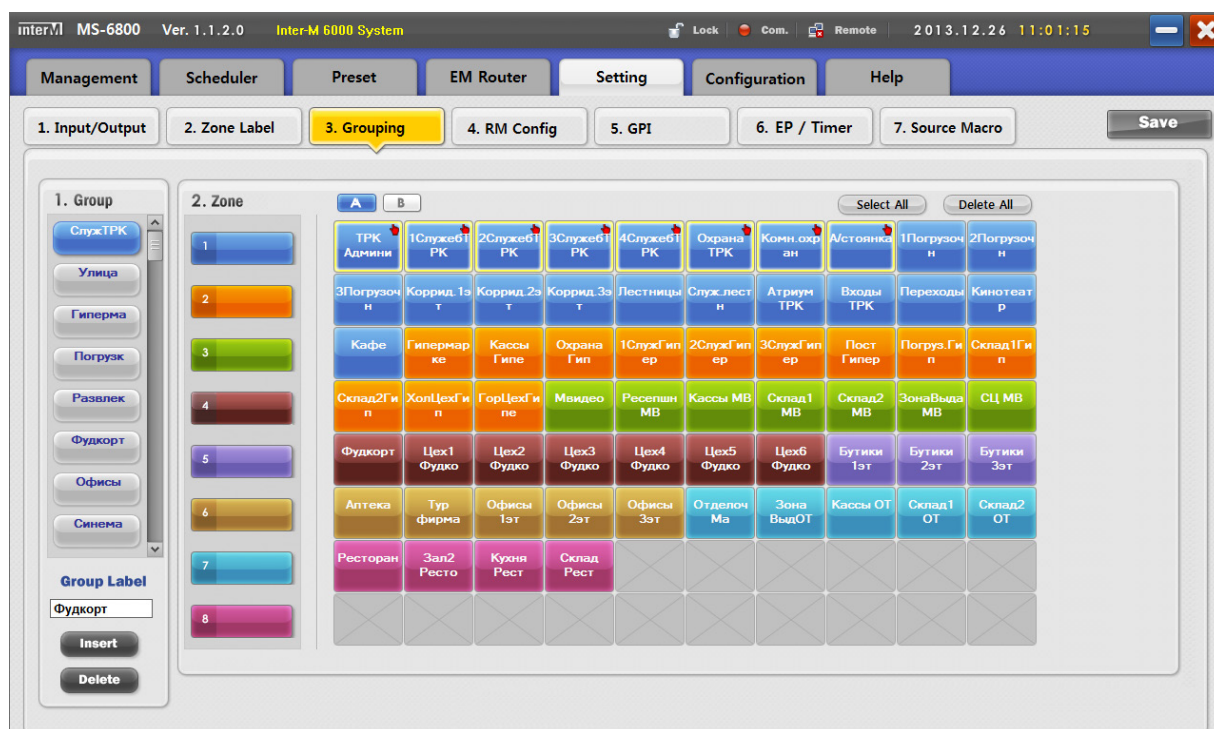 interM MS-6800 Ver. 1.1.2.0 Inter-M 6000 System Lock Com. Remote 2013.12.26 11:01:15
Management Scheduler Preset EM Router Setting Configuration Help
1. Input/Output 2. Zone Label 3. Grouping 4. RM Config 5. GPI 6. EP / Timer 7. Source Macro Save
1. Group
СлужТРК
Улица
Гиперма
Погрузк
Развлек
Фудкорт
Офисы
Синема
Group Label
Фудкорт
Insert
Delete
2. Zone
1
2
3
4
5
6
7
8
A B Select All Delete All
ТРК 1СлужебТ 2СлужебТ 3СлужебТ 4СлужебТ Охрана Комн.охр А/стоянка 1Погрузоч 2Погрузоч
Админи РК РК РК РК ТРК ан н н
3Погрузоч Коррид.1э Коррид.2э Коррид.3э Лестницы Служ.лест Атриум Входы Переходы Кинотеат
н т т т н ТРК ТРК р
Кафе Гипермар Кассы Охрана 1СлужГип 2СлужГип 3СлужГип Пост Погруз.Ги Склад1Ги
ке Гипе Гип ер ер ер Гипер п п
Склад2Ги ХолЦехГи ГорЦехГи Мвидео Ресепшн Кассы МВ Склад1 Склад2 ЗонаВыда СЦ МВ
п п пе МВ МВ МВ МВ
Фудкорт Цех1 Цех2 Цех3 Цех4 Цех5 Цех6 Бутики Бутики Бутики
Фудко Фудко Фудко Фудко Фудко Фудко 1эт 2эт 3эт
Аптека Тур Офисы Офисы Офисы Отделоч Зона Кассы ОТ Склад1 Склад2
фирма 1эт 2эт 3эт Ма ВыдОТ ОТ ОТ
Ресторан Зал2 Кухня Склад
Ресто Рест Рест